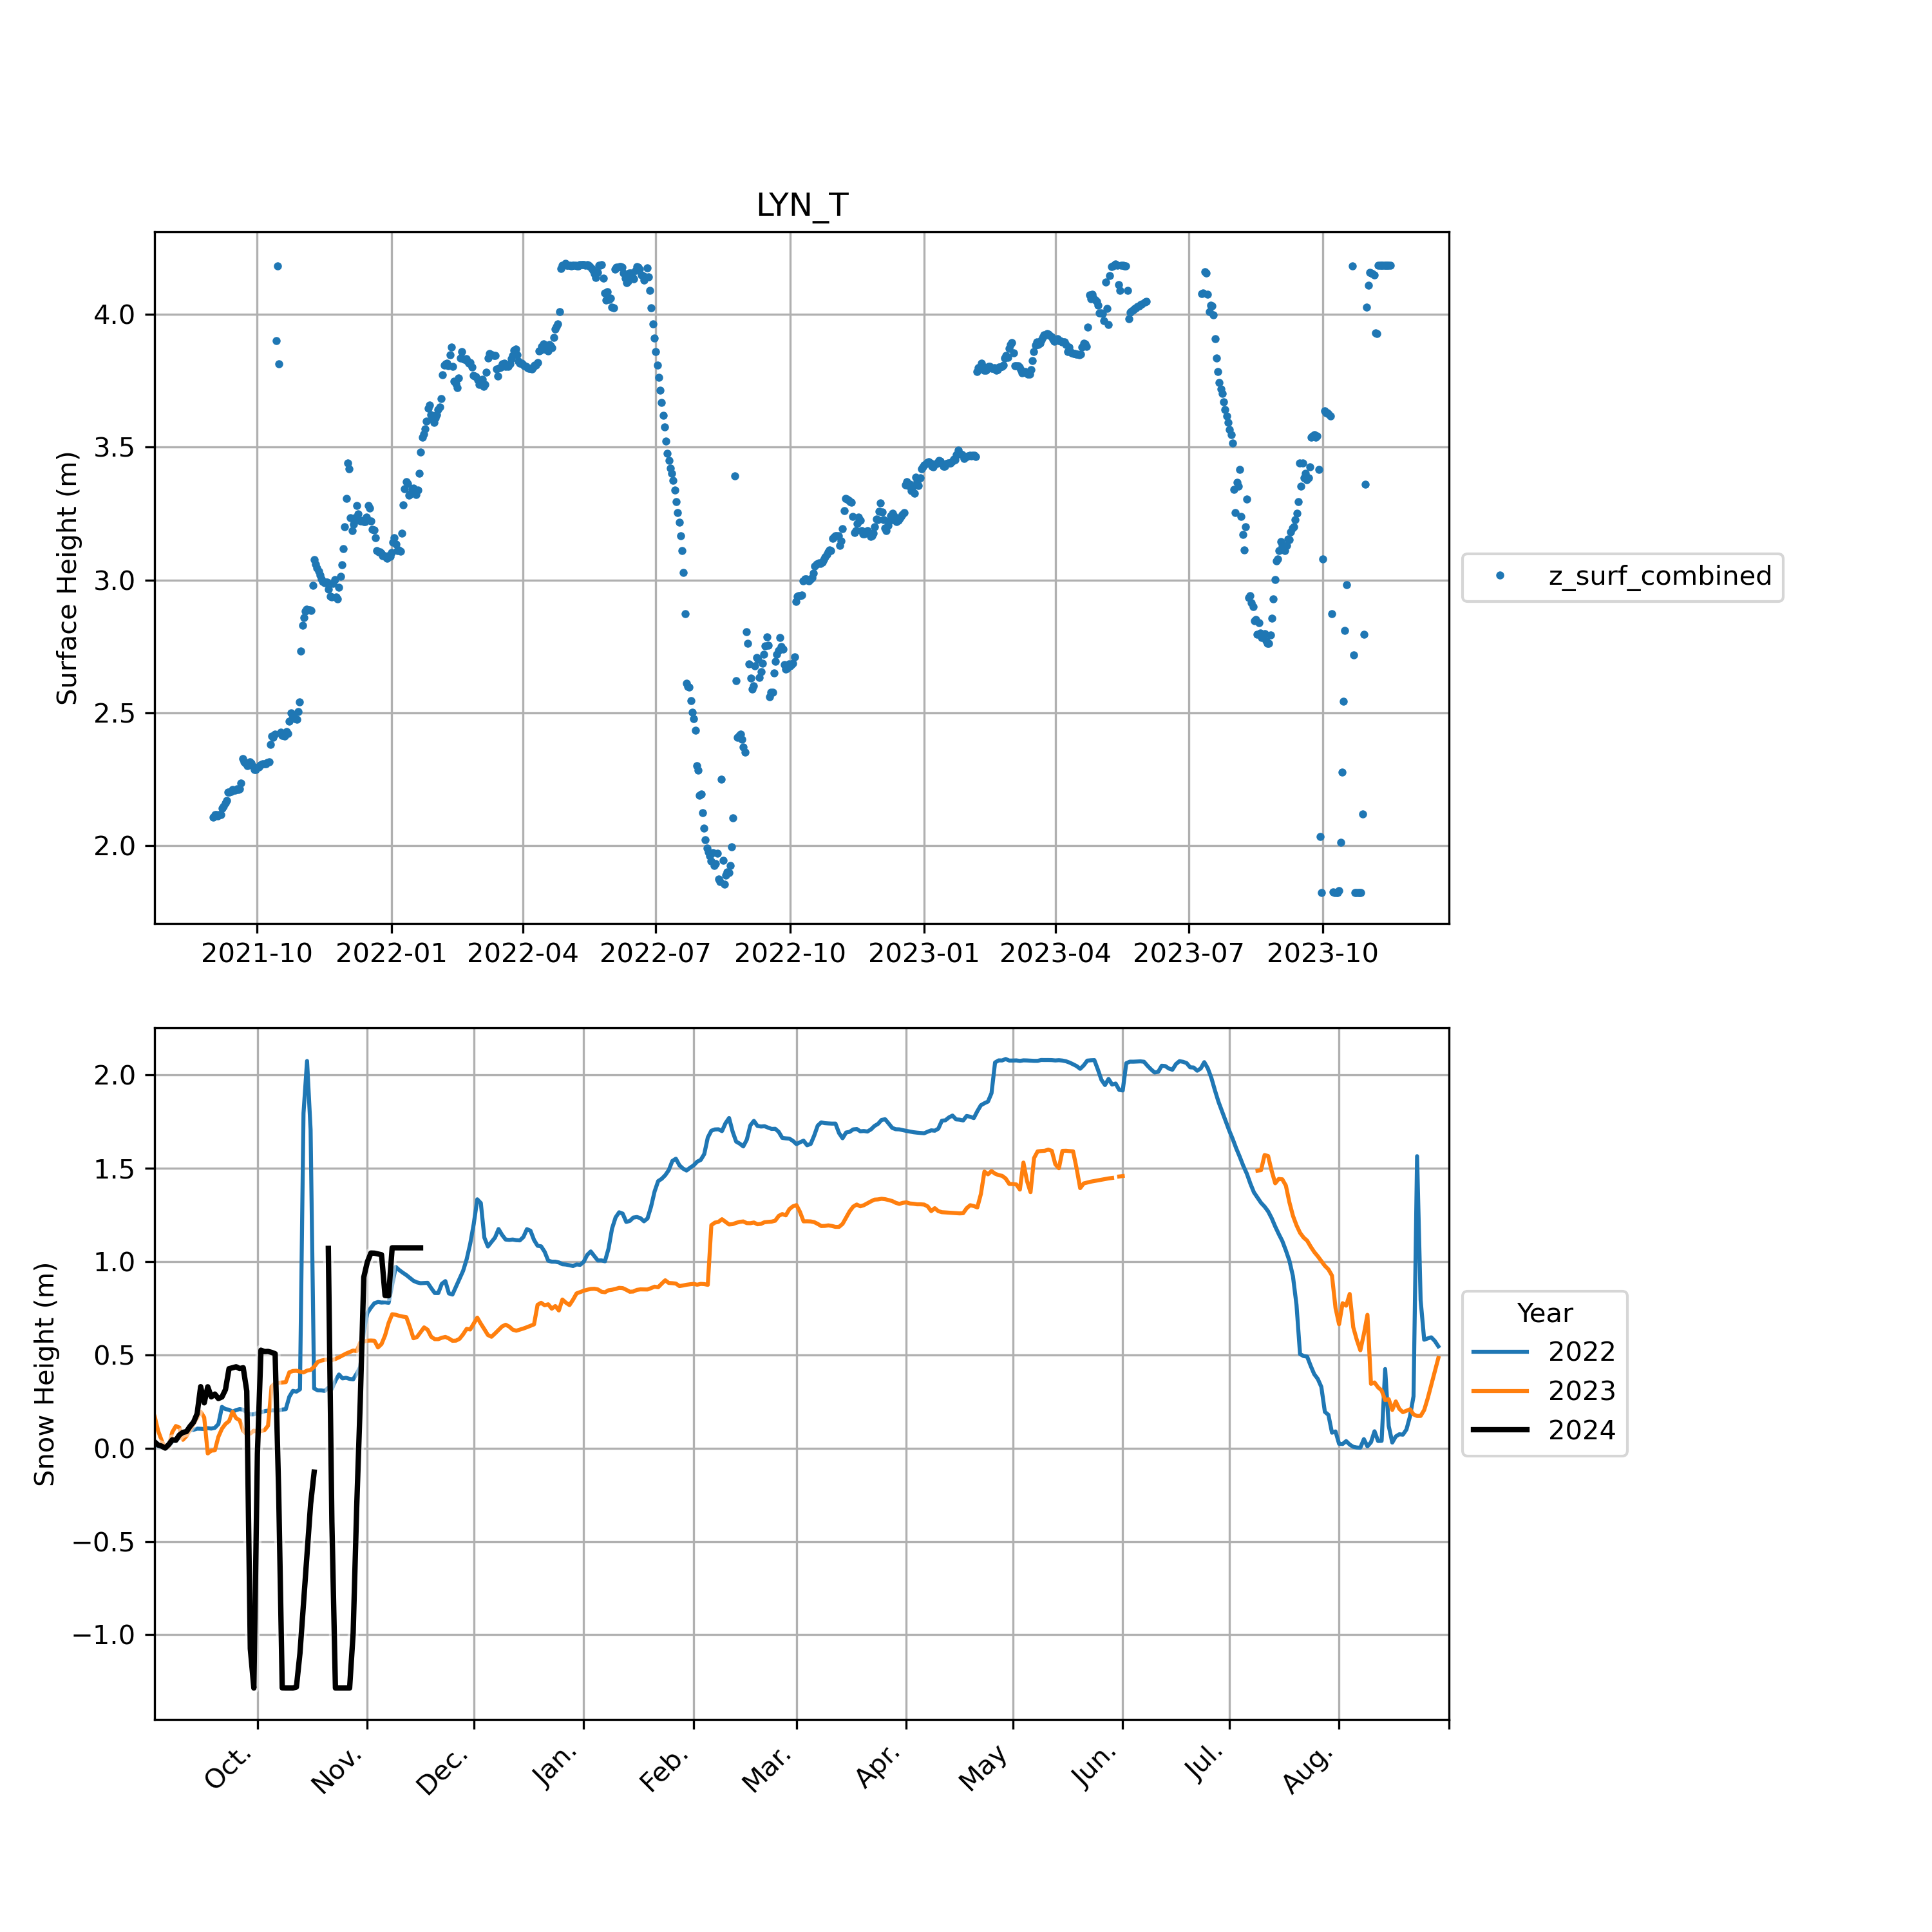 LYN_T
Surface Height (m)
4.0
3.5
3.0
2.5
2.0
2021-10 2022-01 2022-04 2022-07 2022-10 2023-01 2023-04 2023-07 2023-10
z_surf_combined
Snow Height (m)
2.0
1.5
1.0
0.5
0.0
−0.5
−1.0
Oct. Nov. Dec. Jan. Feb. Mar. Apr. May Jun. Jul. Aug.
Year
2022
2023
2024